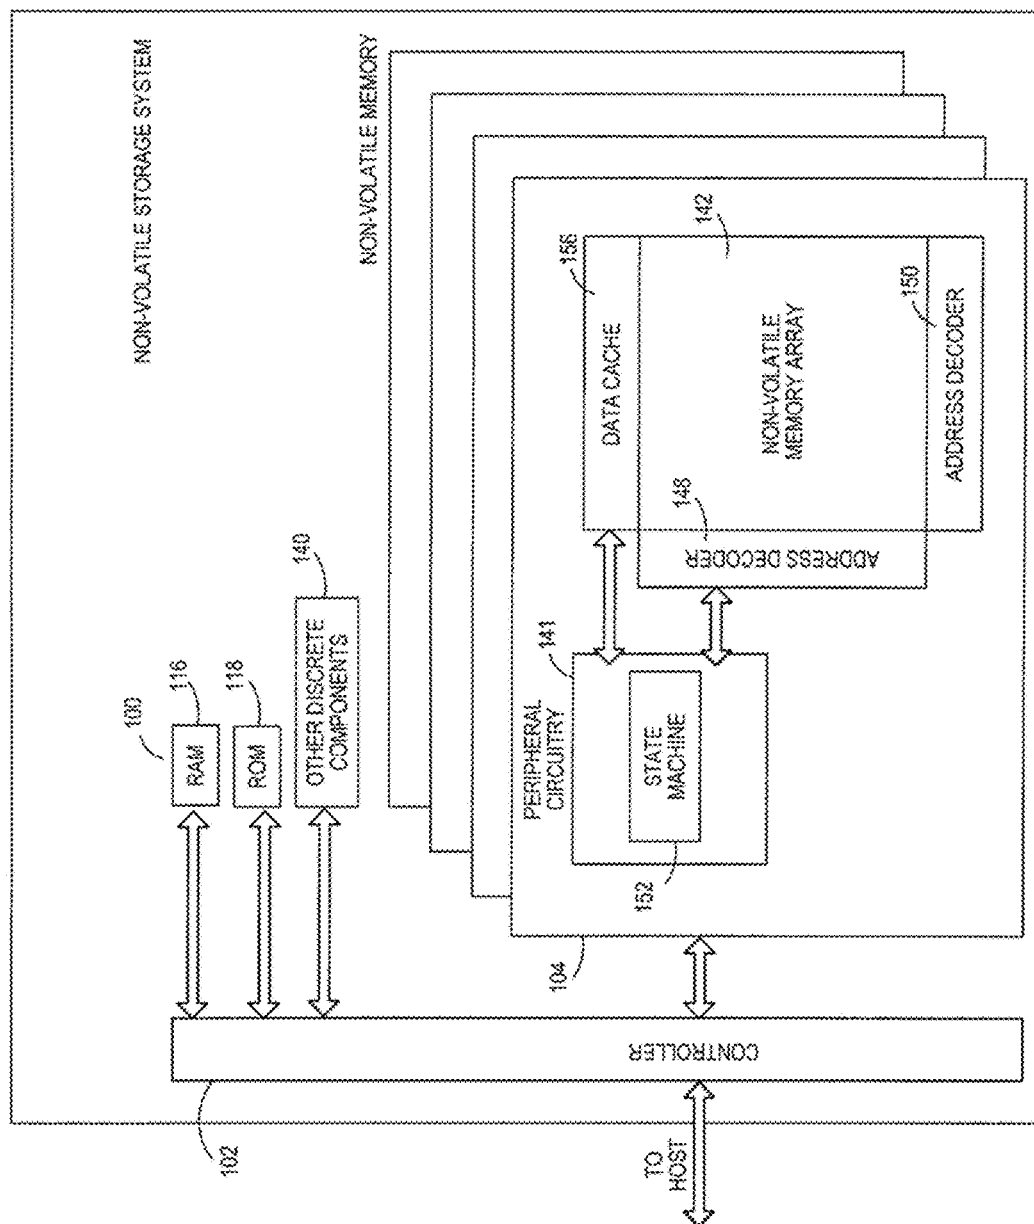 NON-VOLATILE STORAGE SYSTEM
100
116
RAM
118
ROM
140
OTHER DISCRETE
COMPONENTS
102
CONTROLLER
TO
HOST
NON-VOLATILE MEMORY
104
PERIPHERAL
CIRCUITRY
141
STATE
MACHINE
152
156
DATA CACHE
142
NON-VOLATILE
MEMORY ARRAY
148
ADDRESS DECODER
150
ADDRESS DECODER